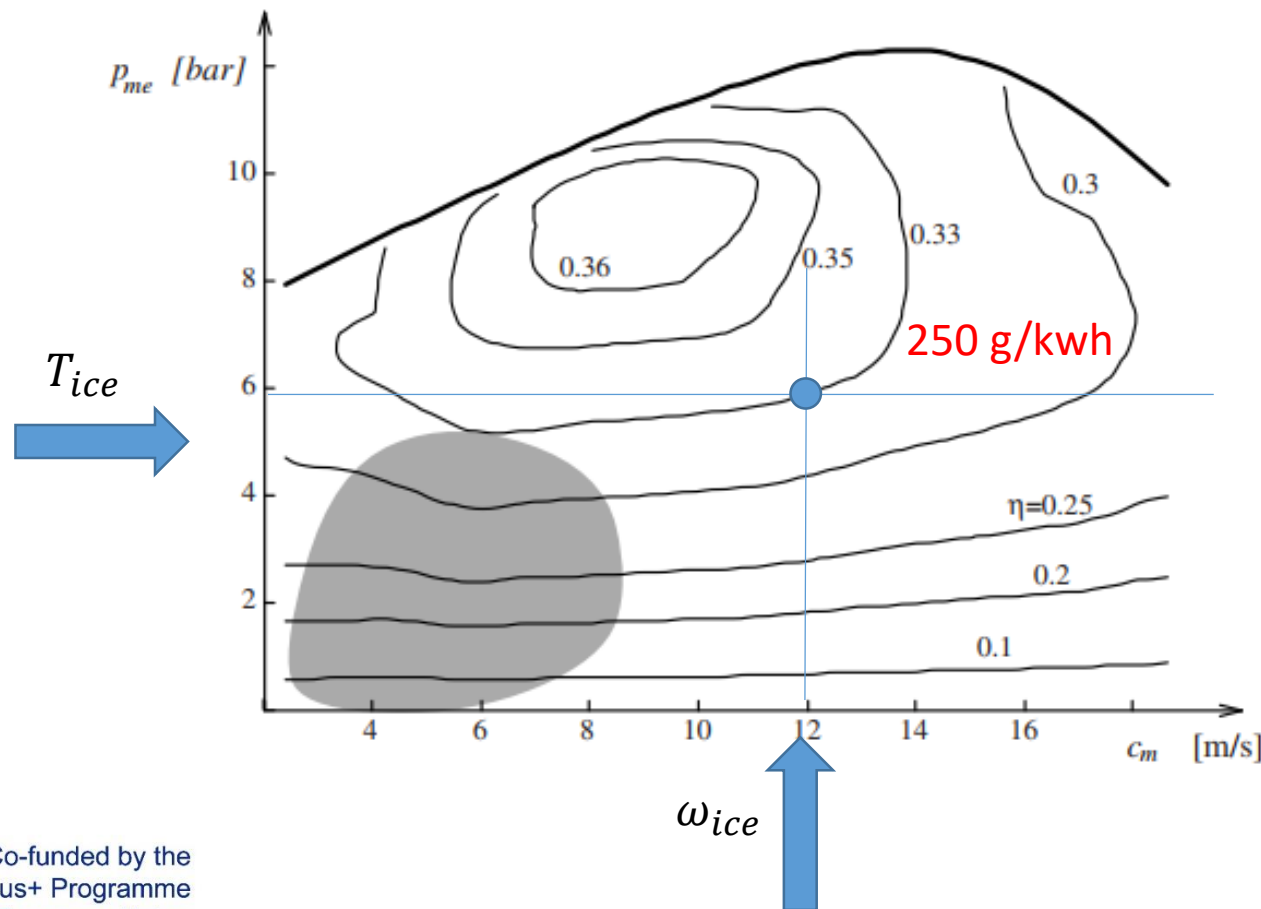 p_me [bar]
10
8
6
4
2
0.3
0.33
0.35
0.36
250 g/kwh
T_ice
η=0.25
0.2
0.1
4 6 8 10 12 14 16
c_m [m/s]
ω_ice
Co-funded by the
us+ Programme